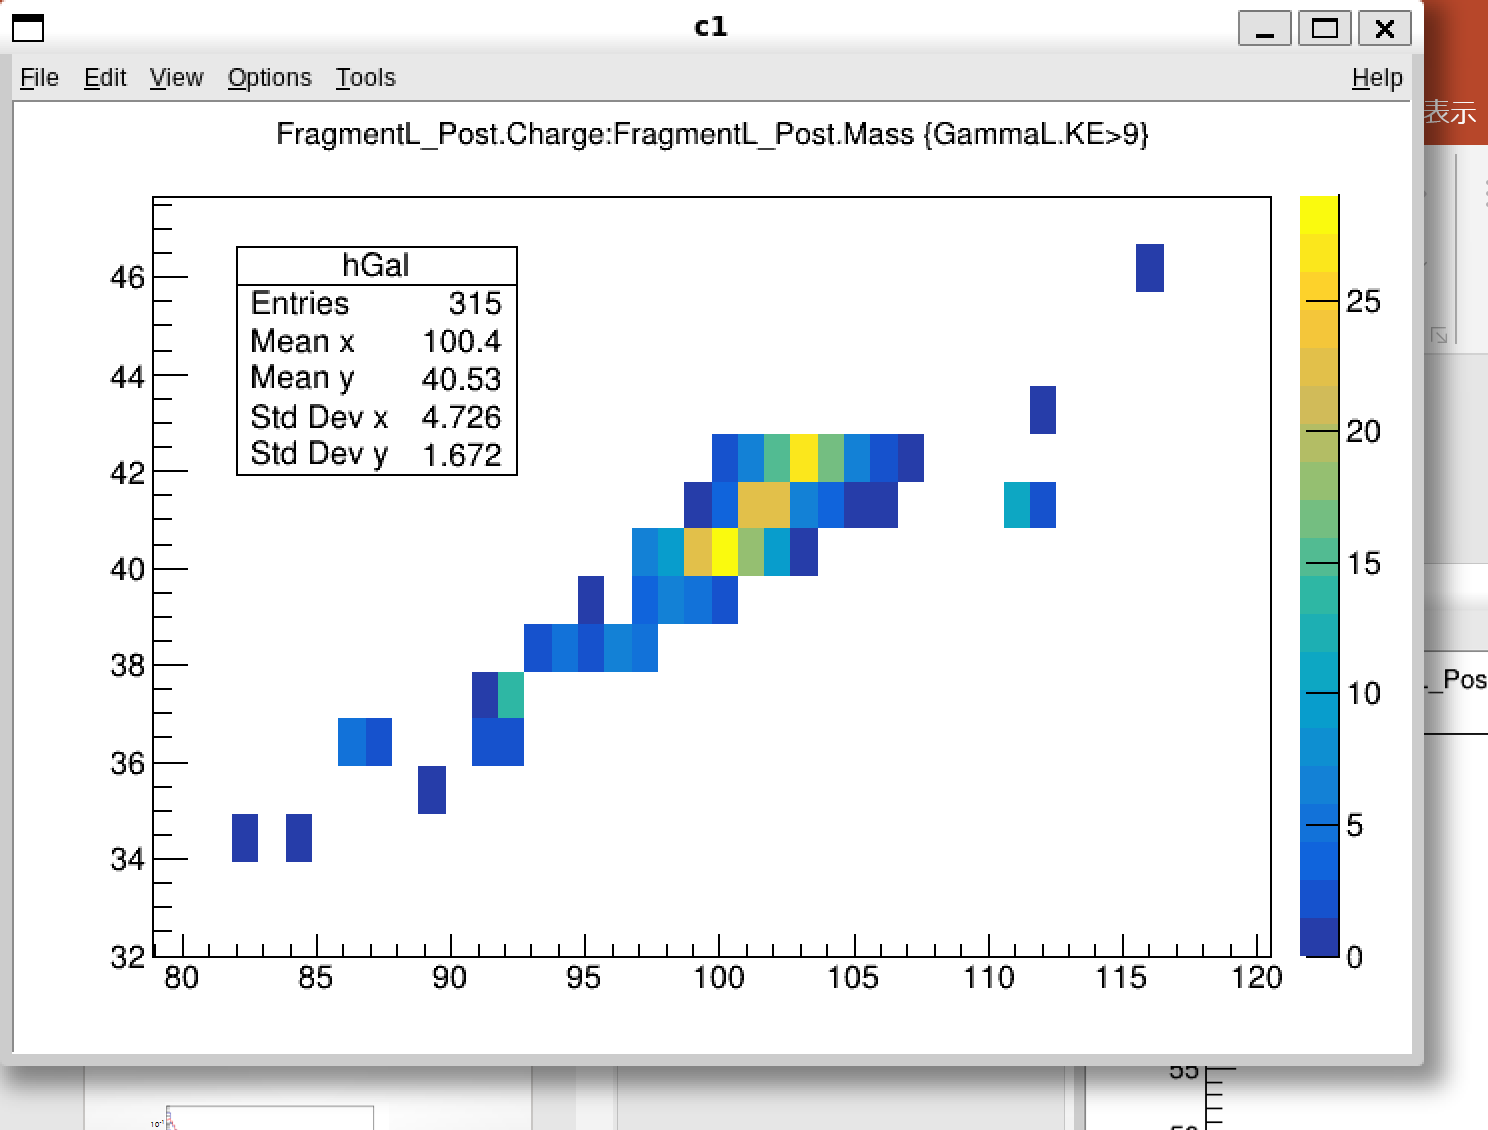 c1
File Edit View Options Tools Help
表示
FragmentL_Post.Charge:FragmentL_Post.Mass {GammaL.KE>9}
hGal
Entries 315
Mean x 100.4
Mean y 40.53
Std Dev x 4.726
Std Dev y 1.672
46
44
42
40
38
36
34
32
80 85 90 95 100 105 110 115 120
25
20
15
10
5
0
L_Pos
55